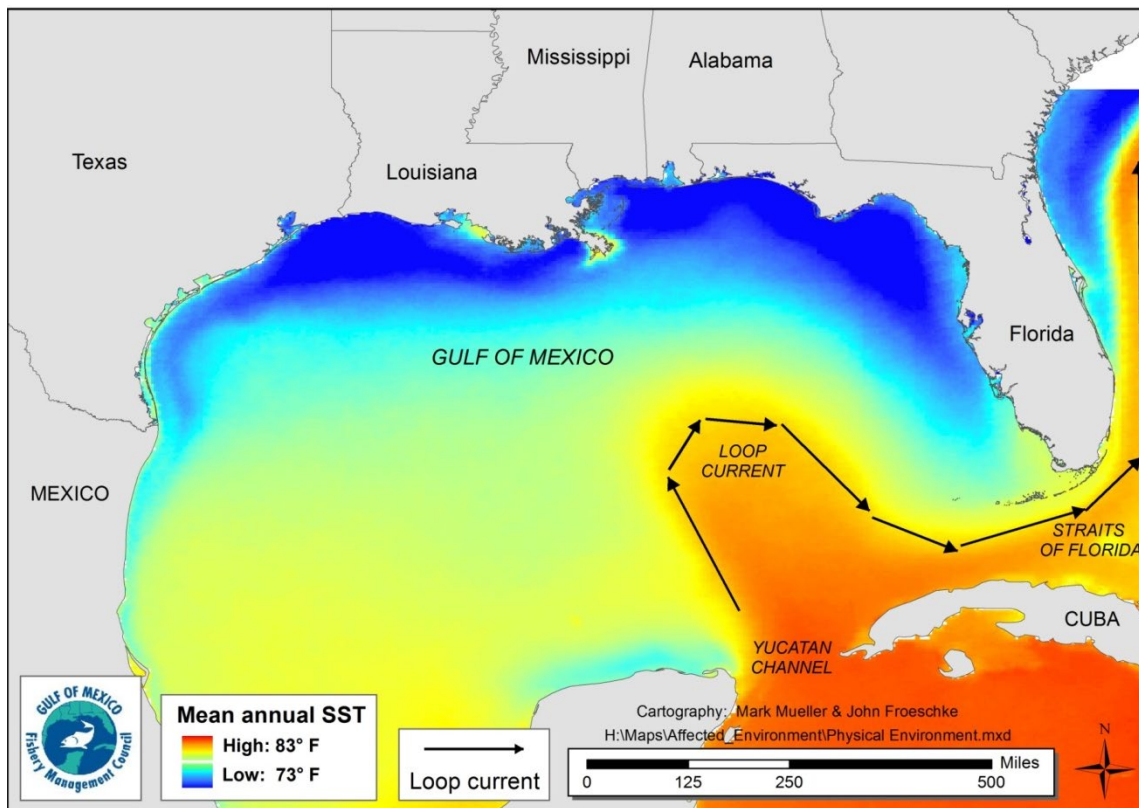 Mississippi
Alabama
Texas
Louisiana
GULF OF MEXICO
Florida
LOOP
CURRENT
MEXICO
STRAITS
OF FLORIDA
CUBA
YUCATAN
CHANNEL
GULF OF MEXICO
Fishery Management Council
Mean annual SST
High: 83° F
Low: 73° F
Loop current
Cartography: Mark Mueller & John Froeschke
H:\Maps\Affected_Environment\Physical Environment.mxd
Miles
0 125 250 500
N